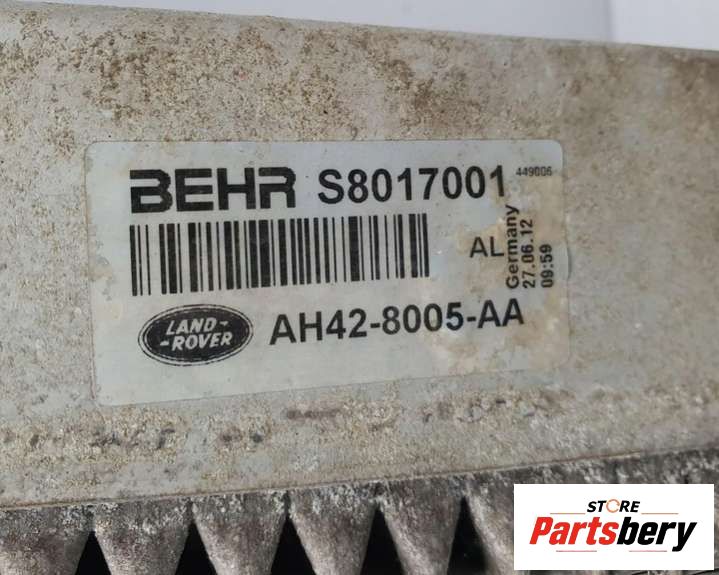 BEHR S8017001 449006
AL
Germany
27.06.12
09:59
LAND-
-ROVER
AH42-8005-AA
STORE
Partsbery